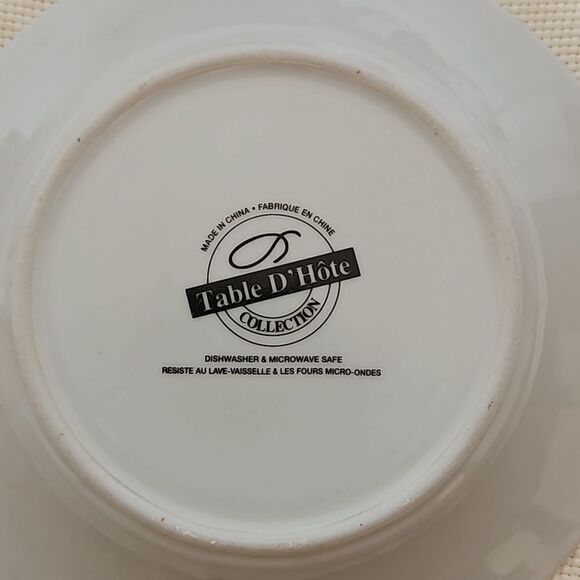 MADE IN CHINA • FABRIQUE EN CHINE
Table D'Hôte
COLLECTION
DISHWASHER & MICROWAVE SAFE
RESISTE AU LAVE-VAISSELLE & LES FOURS MICRO-ONDES